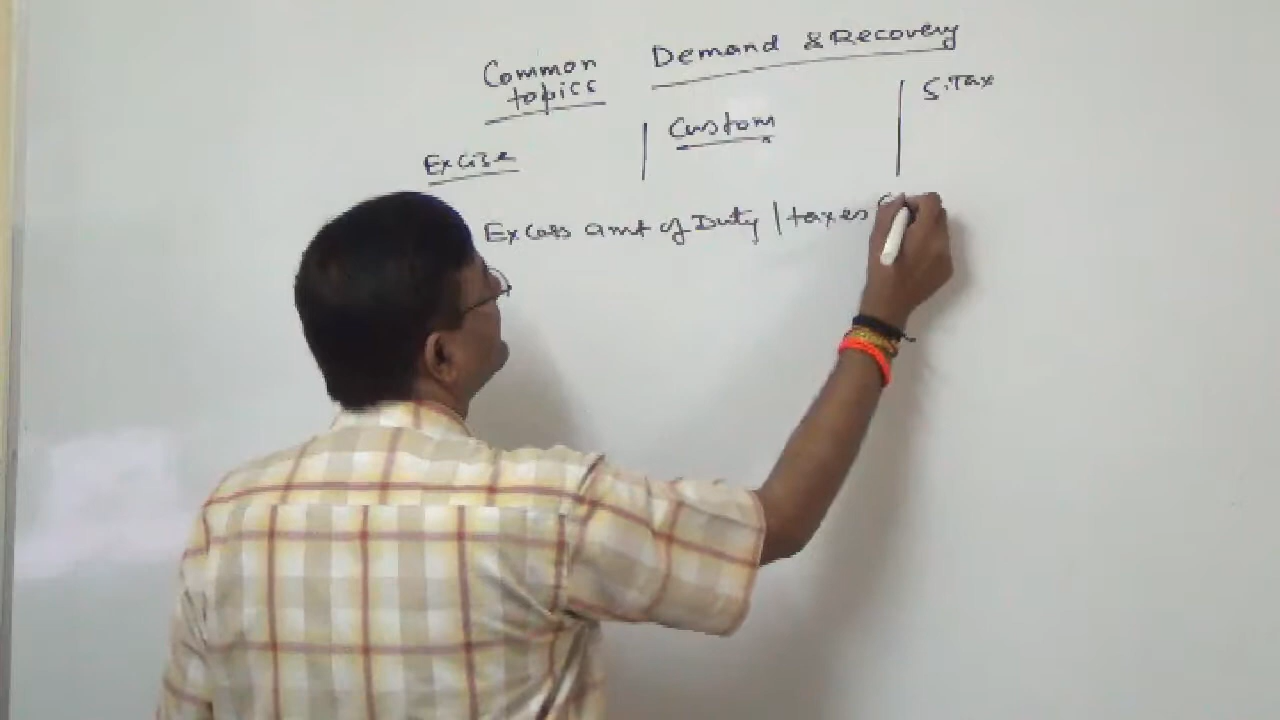 Common Demand & Recovery
topics
Excise | Custom | S.Tax
Excess amt of Duty | taxes